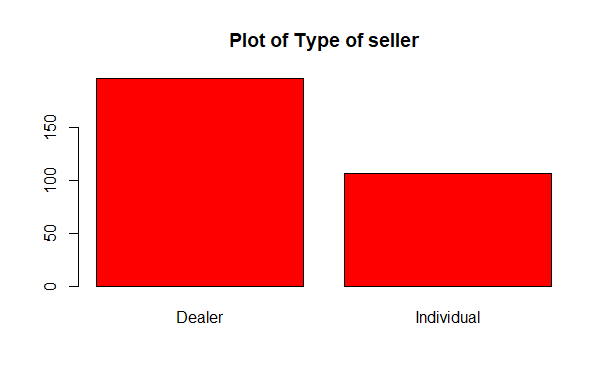 Plot of Type of seller
150
100
50
0
Dealer
Individual